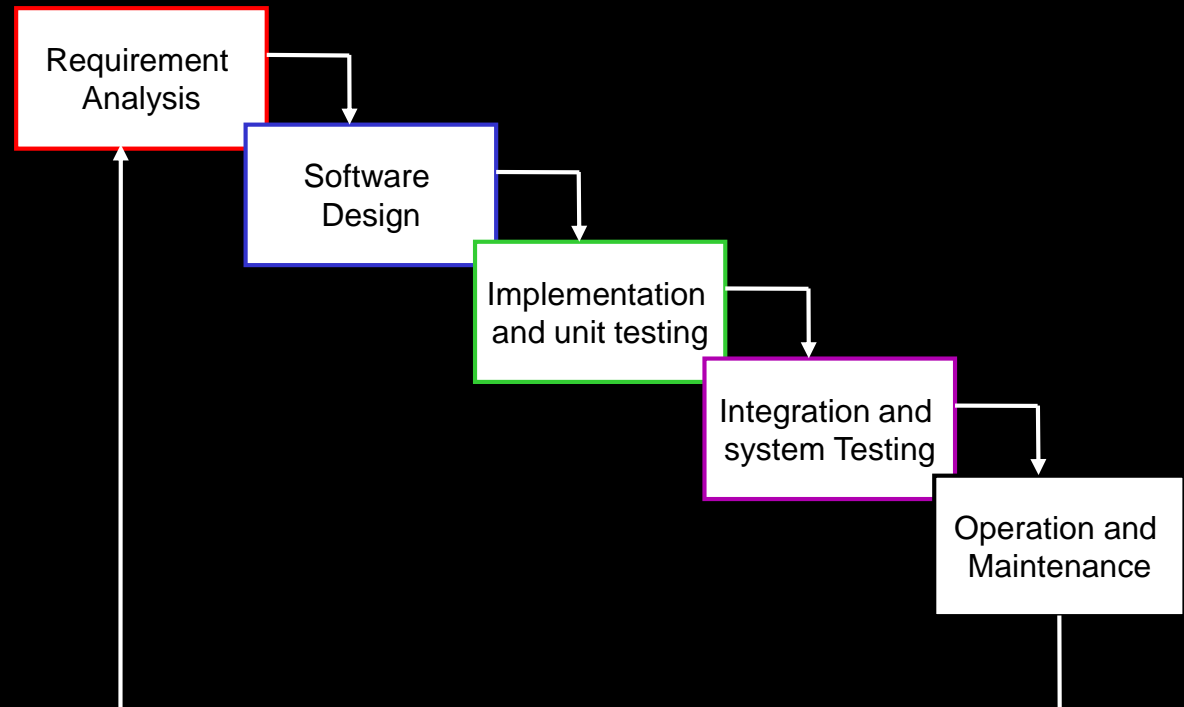 Requirement
Analysis
Software
Design
Implementation
and unit testing
Integration and
system Testing
Operation and
Maintenance